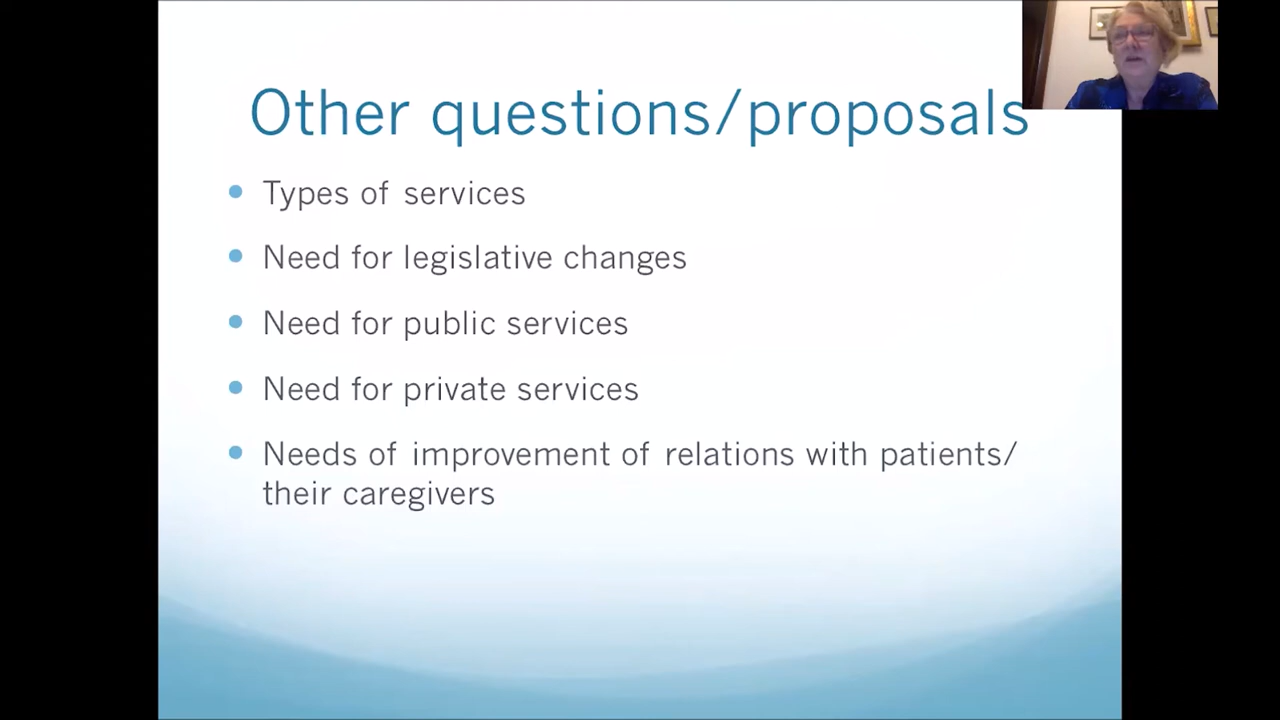 Other questions/proposals
Types of services
Need for legislative changes
Need for public services
Need for private services
Needs of improvement of relations with patients/
their caregivers